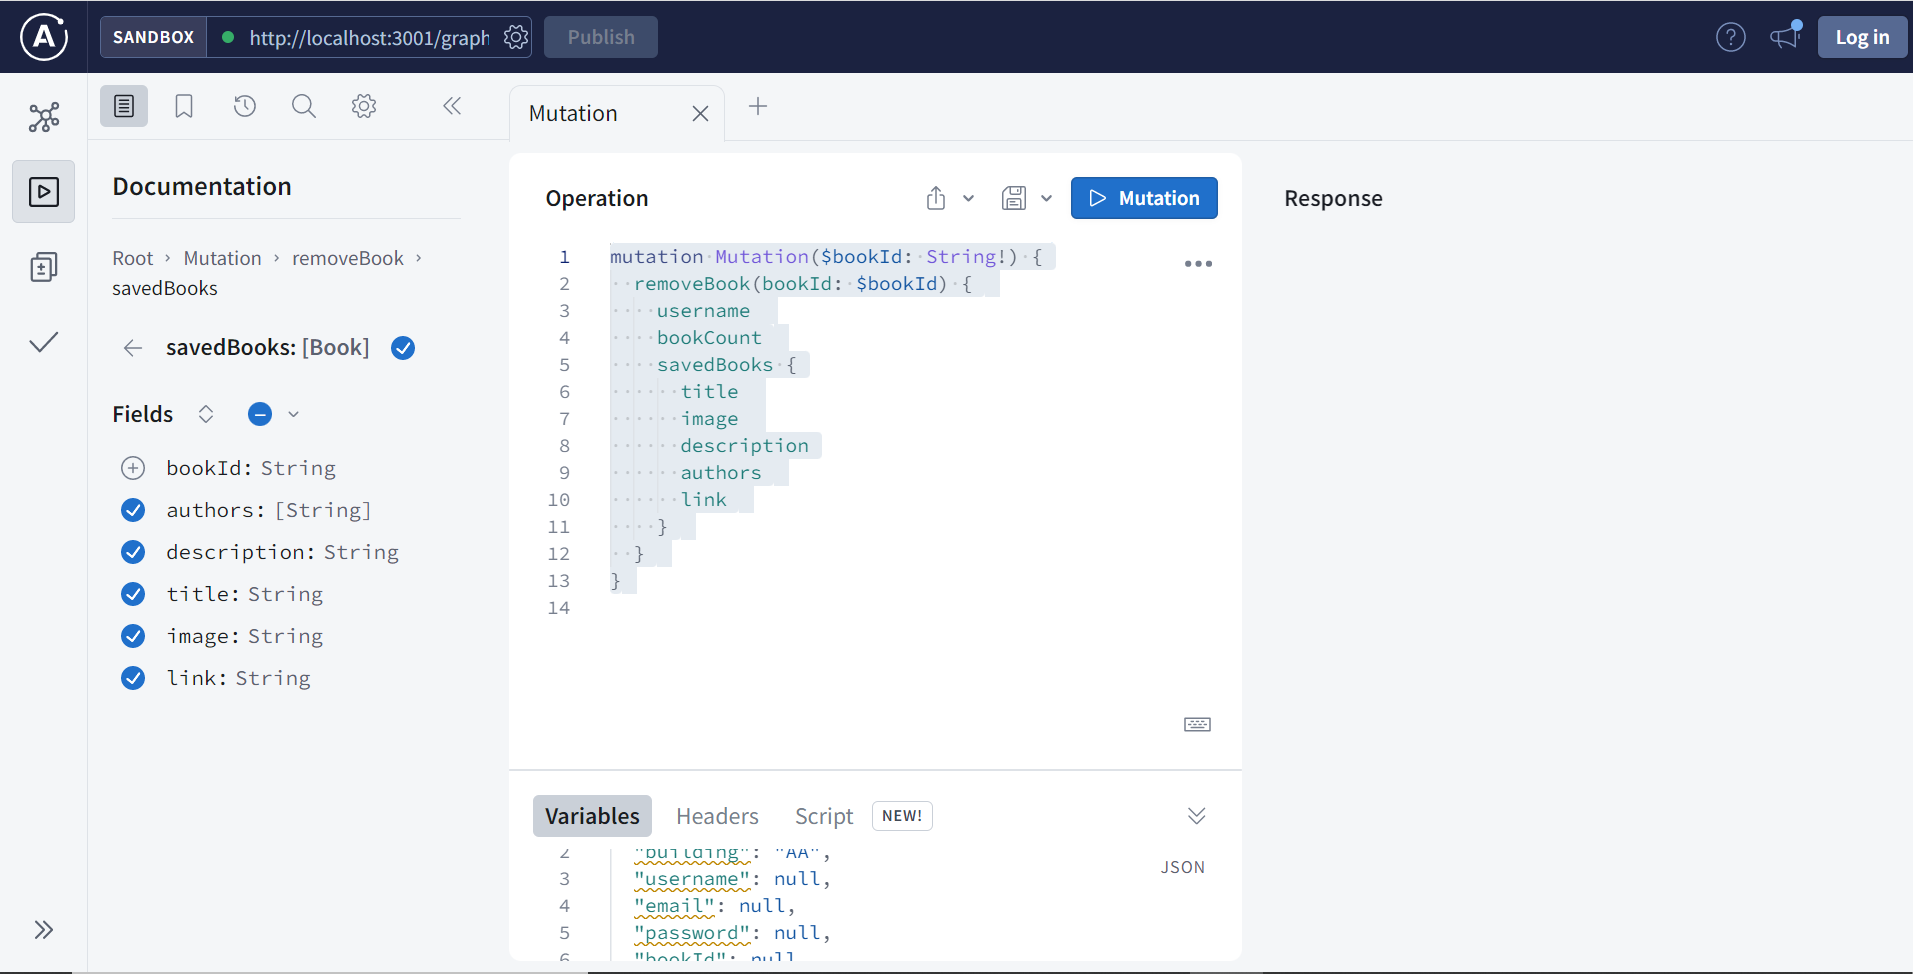 SANDBOX
http://localhost:3001/graph
Publish
Log in
Mutation
Documentation
Root › Mutation › removeBook ›
savedBooks
savedBooks: [Book]
Fields
bookId: String
authors: [String]
description: String
title: String
image: String
link: String
Operation
Mutation
1 mutation Mutation($bookId: String!) {
2 removeBook(bookId: $bookId) {
3 username
4 bookCount
5 savedBooks {
6 title
7 image
8 description
9 authors
10 link
11 }
12 }
13 }
14
Variables Headers Script NEW!
JSON
2 "building": "AA",
3 "username": null,
4 "email": null,
5 "password": null,
6 "bookId": null
Response